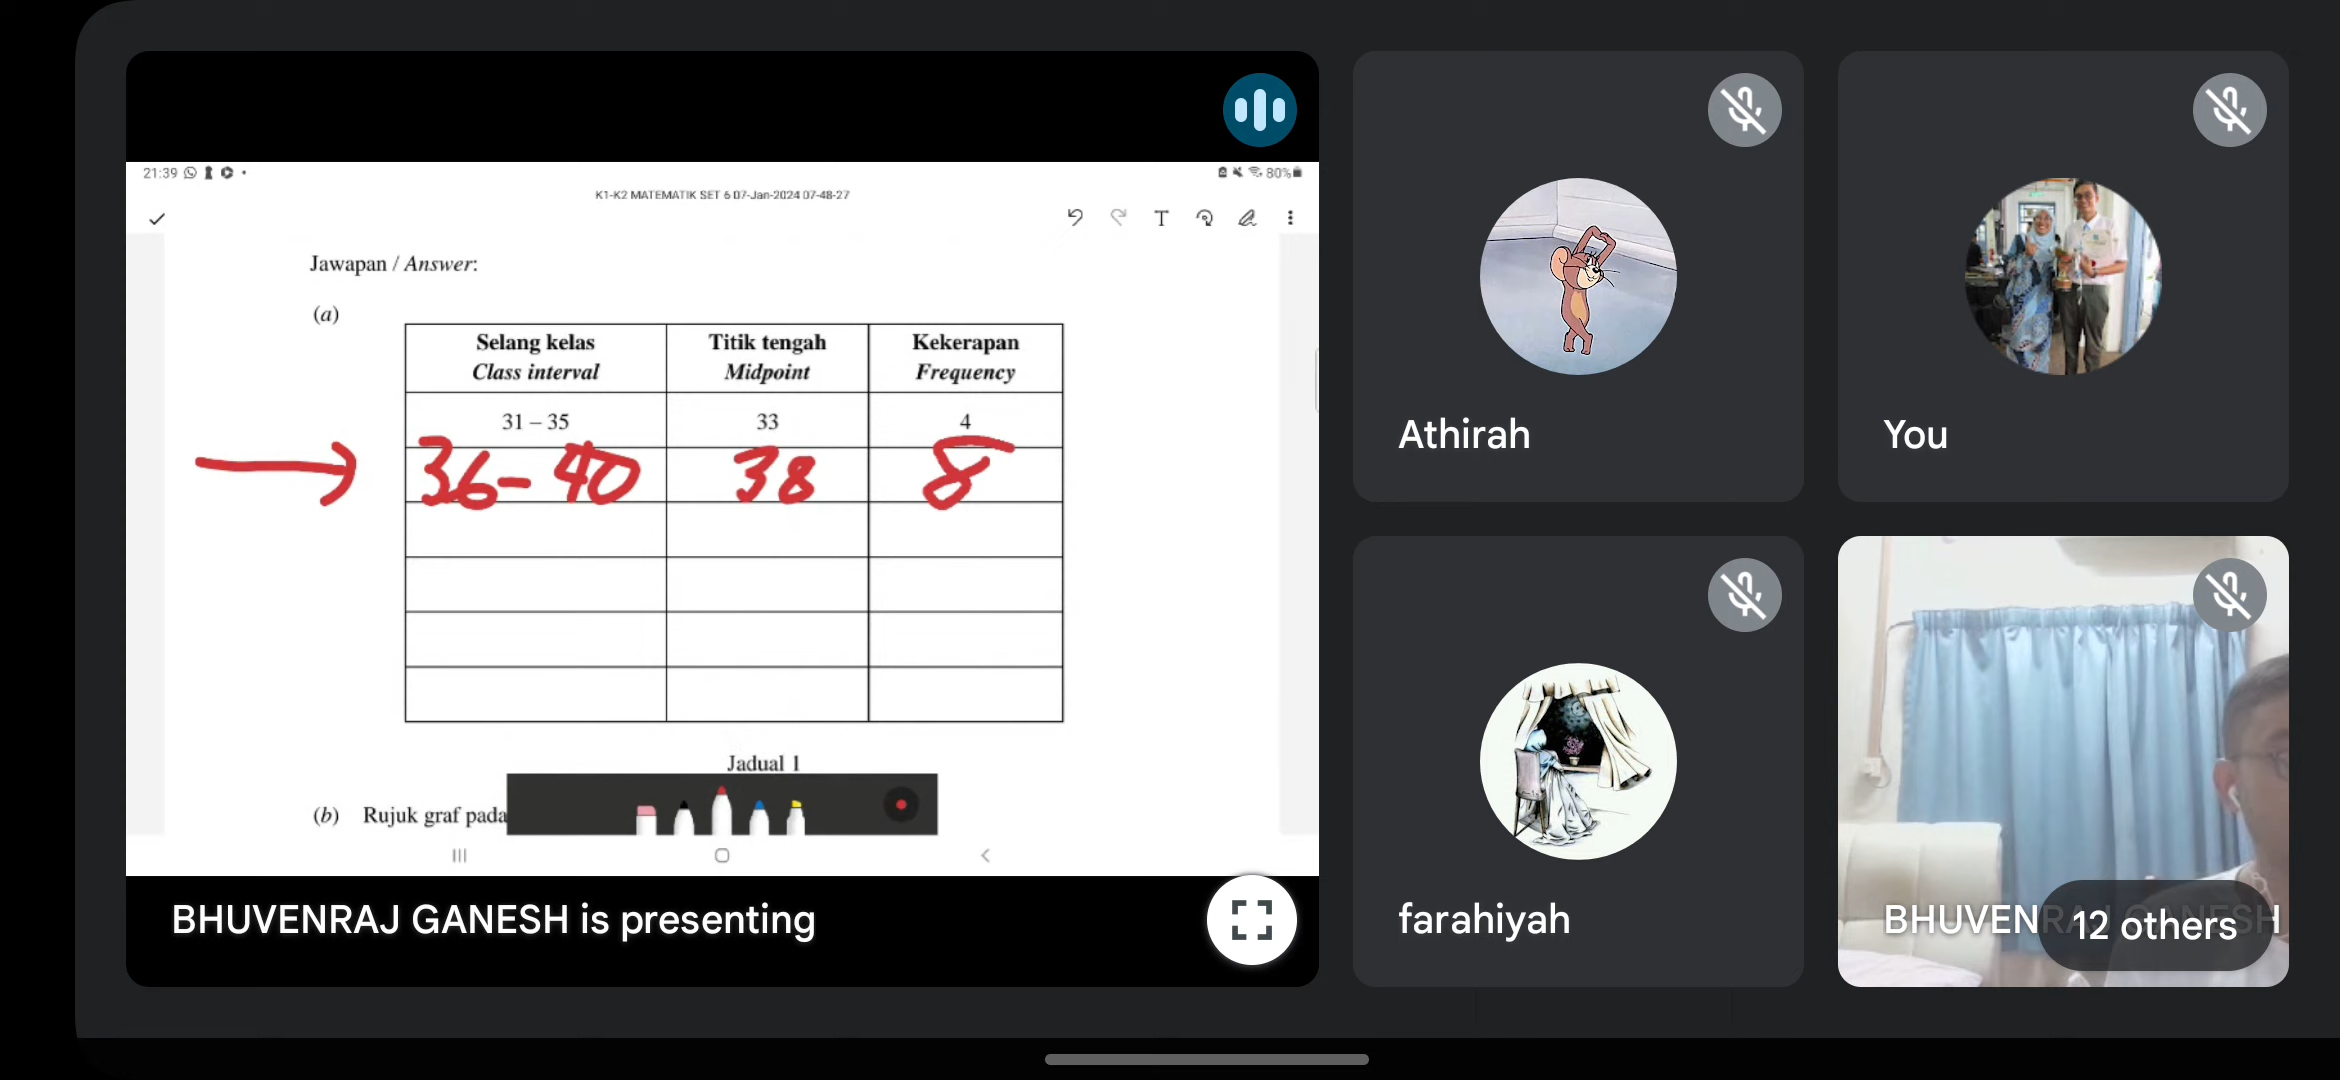 21:39
80%
K1-K2 MATEMATIK SET 6 07-Jan-2024 07-48-27
T
Jawapan / Answer:
(a)
Selang kelas Titik tengah Kekerapan
Class interval Midpoint Frequency
31 – 35 33 4
36 – 40 38 8
Jadual 1
(b) Rujuk graf pada
BHUVENRAJ GANESH is presenting
Athirah
You
farahiyah
BHUVENRAJ GANESH
12 others